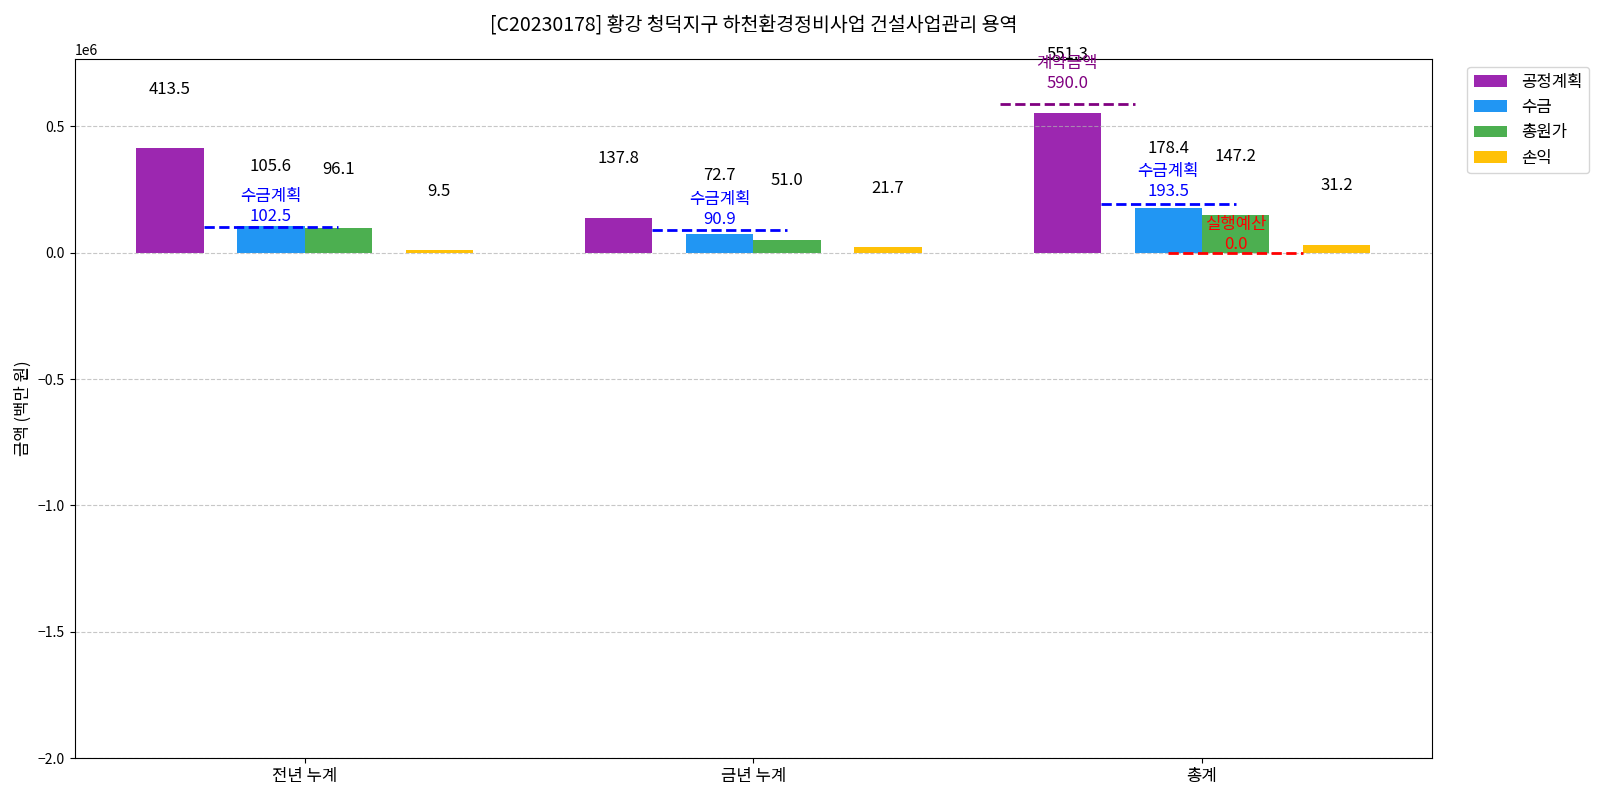 [C20230178] 황강 청덕지구 하천환경정비사업 건설사업관리 용역
1e6
금액 (백만 원)
0.5
0.0
−0.5
−1.0
−1.5
−2.0
413.5
105.6
96.1
수금계획
102.5
9.5
137.8
72.7
51.0
수금계획
90.9
21.7
551.3
계약금액
590.0
178.4
147.2
수금계획
193.5
실행예산
0.0
31.2
전년 누계
금년 누계
총계
공정계획
수금
총원가
손익